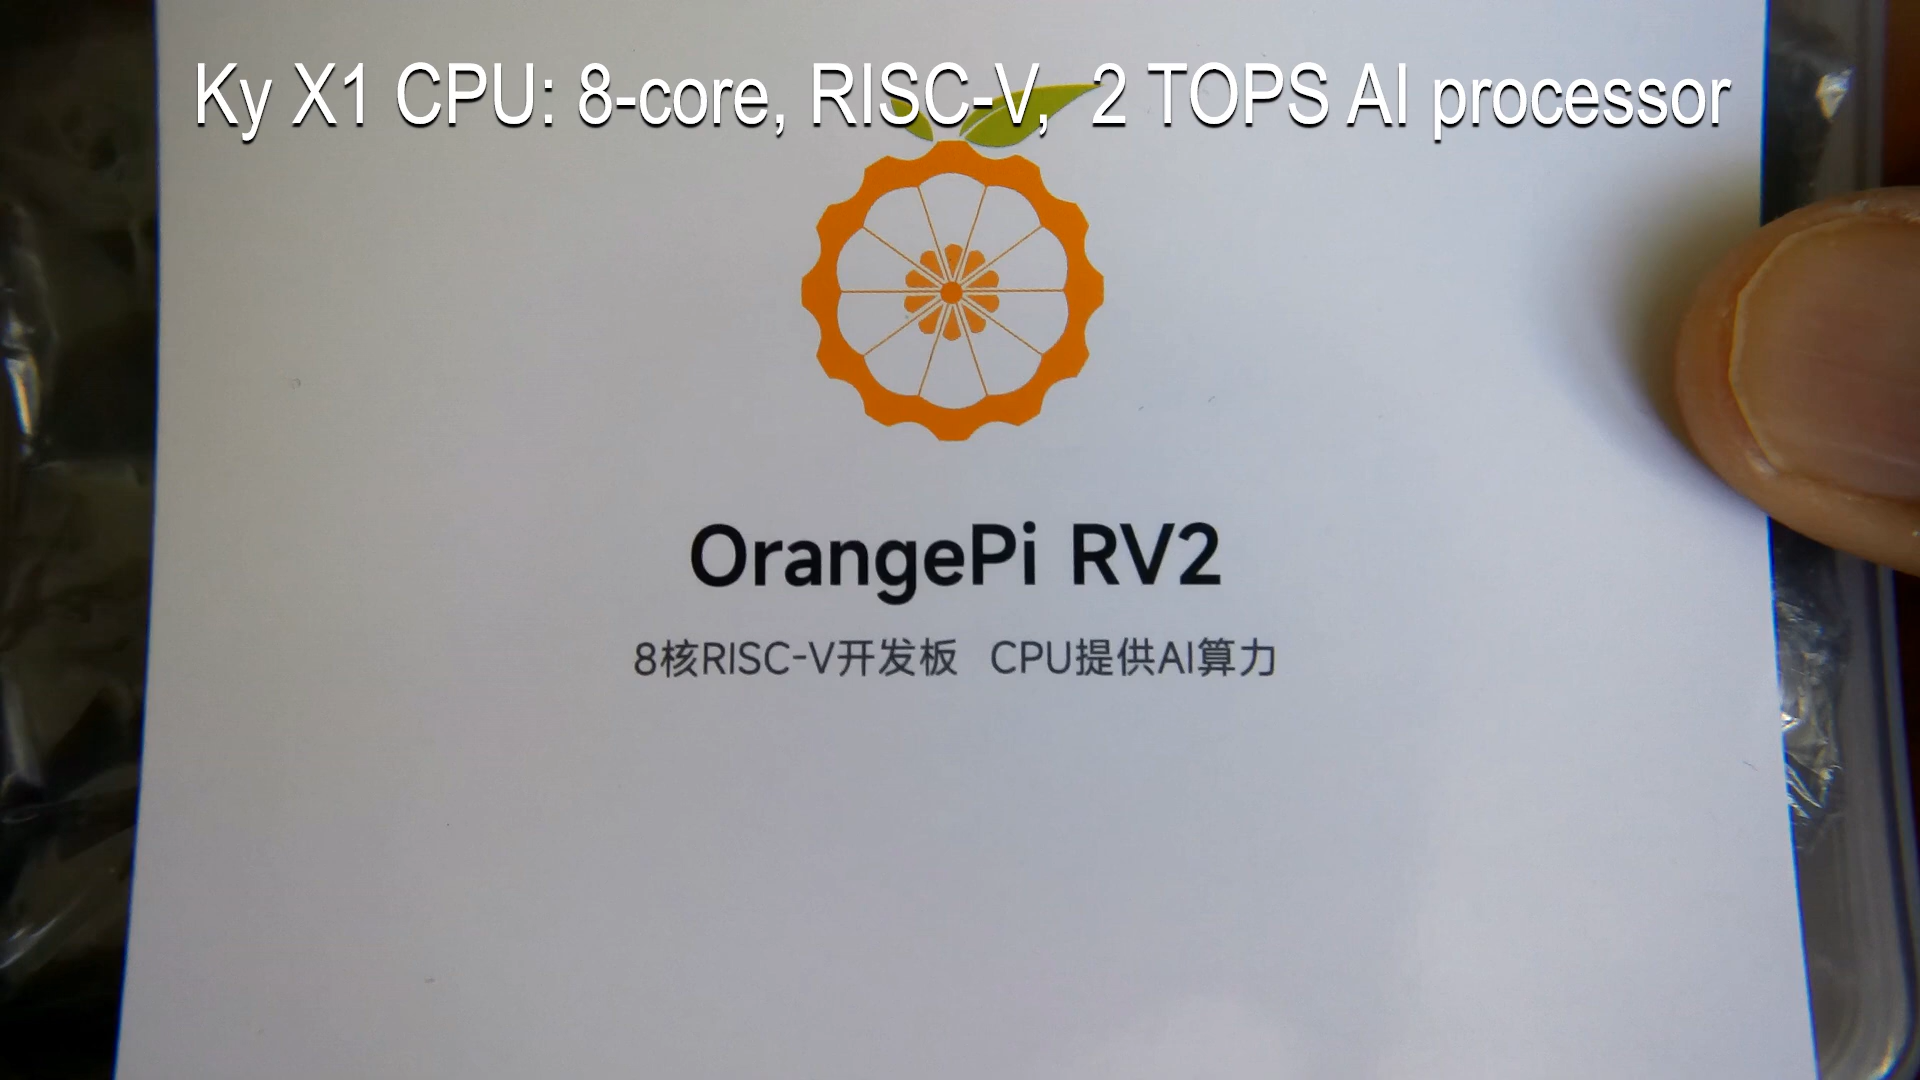 Ky X1 CPU: 8-core, RISC-V, 2 TOPS AI processor
OrangePi RV2
8核RISC-V开发板 CPU提供AI算力